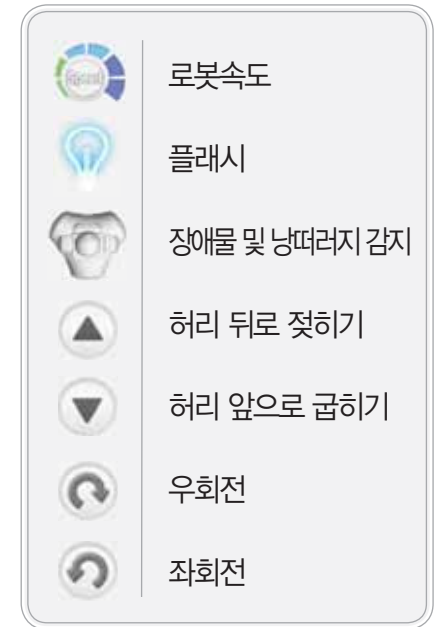 로봇속도
플래시
장애물 및 낭떠러지 감지
허리 뒤로 젖히기
허리 앞으로 굽히기
우회전
좌회전